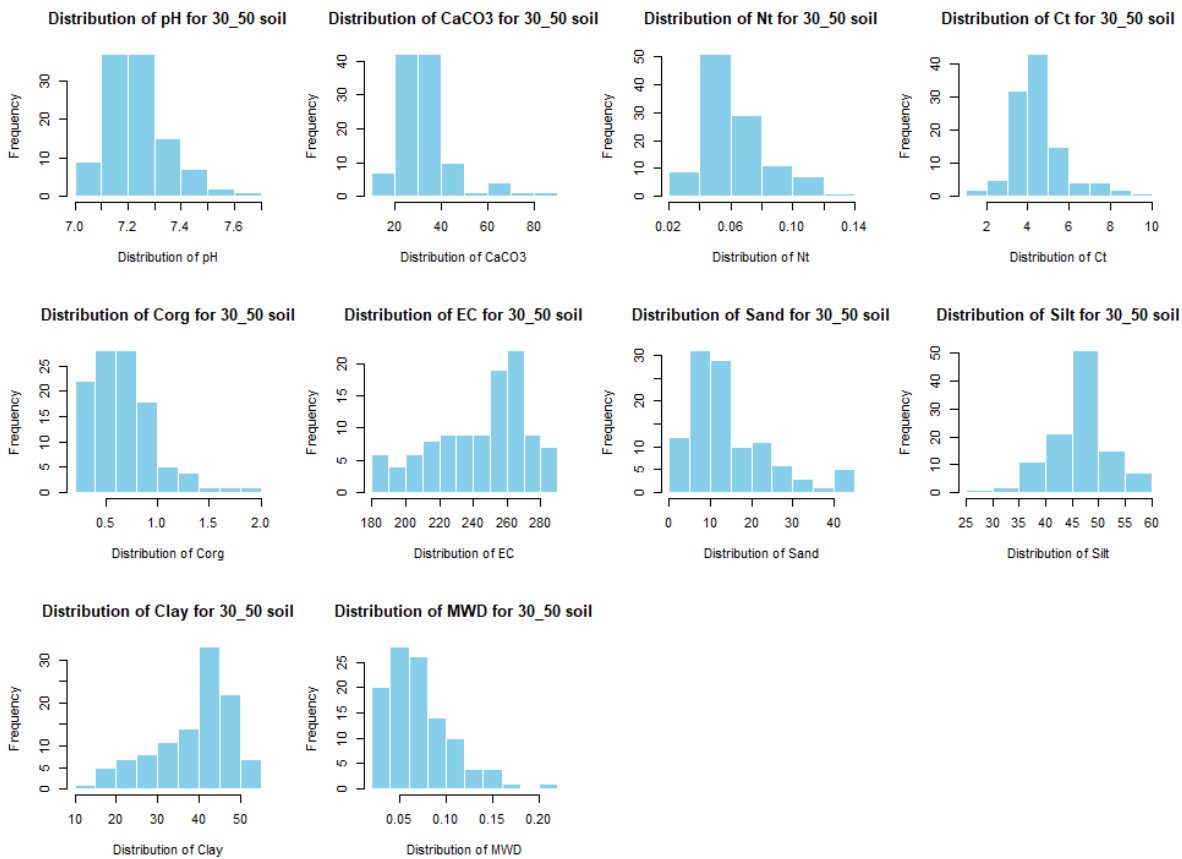 Distribution of pH for 30_50 soil
Frequency
0 10 20 30
7.0 7.2 7.4 7.6
Distribution of pH
Distribution of CaCO3 for 30_50 soil
Frequency
0 10 20 30 40
20 40 60 80
Distribution of CaCO3
Distribution of Nt for 30_50 soil
Frequency
0 10 20 30 40 50
0.02 0.06 0.10 0.14
Distribution of Nt
Distribution of Ct for 30_50 soil
Frequency
0 10 20 30 40
2 4 6 8 10
Distribution of Ct
Distribution of Corg for 30_50 soil
Frequency
0 5 10 15 20 25
0.5 1.0 1.5 2.0
Distribution of Corg
Distribution of EC for 30_50 soil
Frequency
0 5 10 15 20
180 200 220 240 260 280
Distribution of EC
Distribution of Sand for 30_50 soil
Frequency
0 5 10 20 30
0 10 20 30 40
Distribution of Sand
Distribution of Silt for 30_50 soil
Frequency
0 10 20 30 40 50
25 30 35 40 45 50 55 60
Distribution of Silt
Distribution of Clay for 30_50 soil
Frequency
0 5 10 20 30
10 20 30 40 50
Distribution of Clay
Distribution of MWD for 30_50 soil
Frequency
0 5 10 15 20 25
0.05 0.10 0.15 0.20
Distribution of MWD